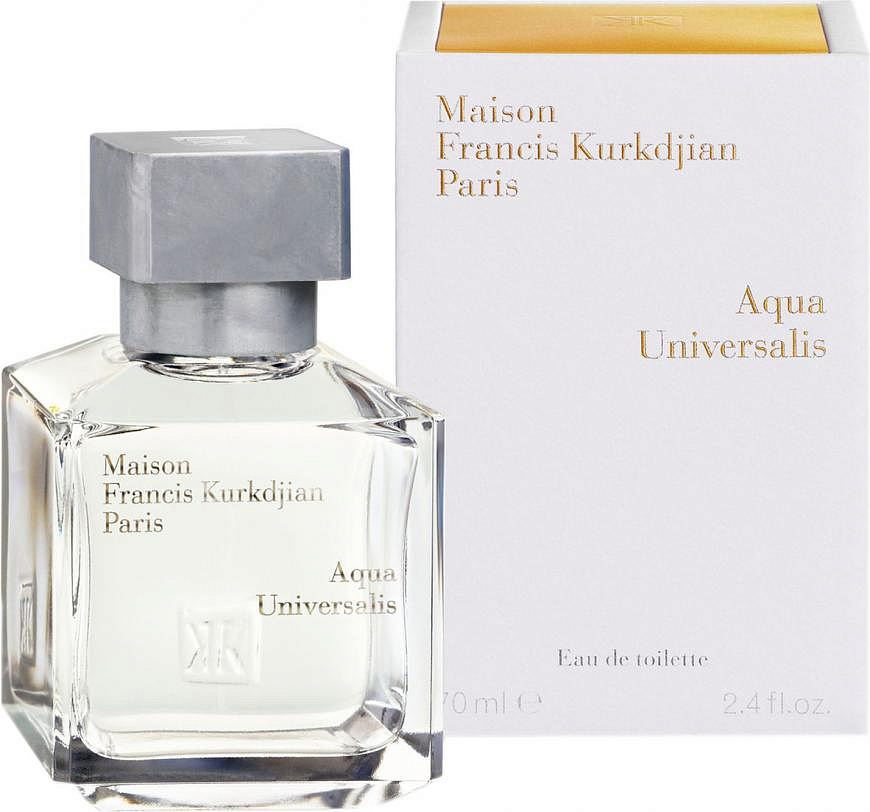 Maison
Francis Kurkdjian
Paris
Aqua
Universalis
Eau de toilette
70 ml ℮
2.4 fl.oz.
Maison
Francis Kurkdjian
Paris
Aqua
Universalis